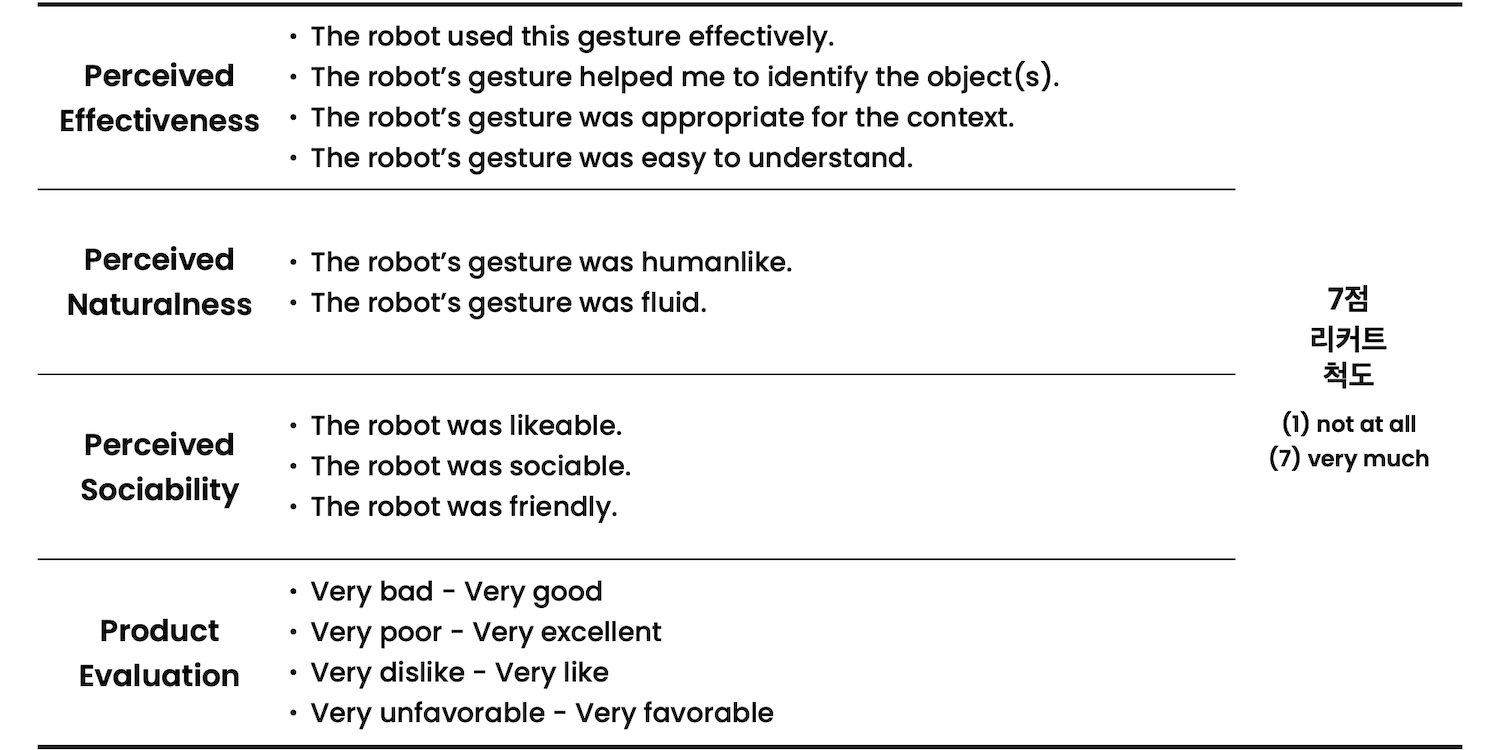 Perceived
Effectiveness
• The robot used this gesture effectively.
• The robot’s gesture helped me to identify the object(s).
• The robot’s gesture was appropriate for the context.
• The robot’s gesture was easy to understand.
Perceived
Naturalness
• The robot’s gesture was humanlike.
• The robot’s gesture was fluid.
Perceived
Sociability
• The robot was likeable.
• The robot was sociable.
• The robot was friendly.
Product
Evaluation
• Very bad - Very good
• Very poor - Very excellent
• Very dislike - Very like
• Very unfavorable - Very favorable
7점
리커트
척도
(1) not at all
(7) very much